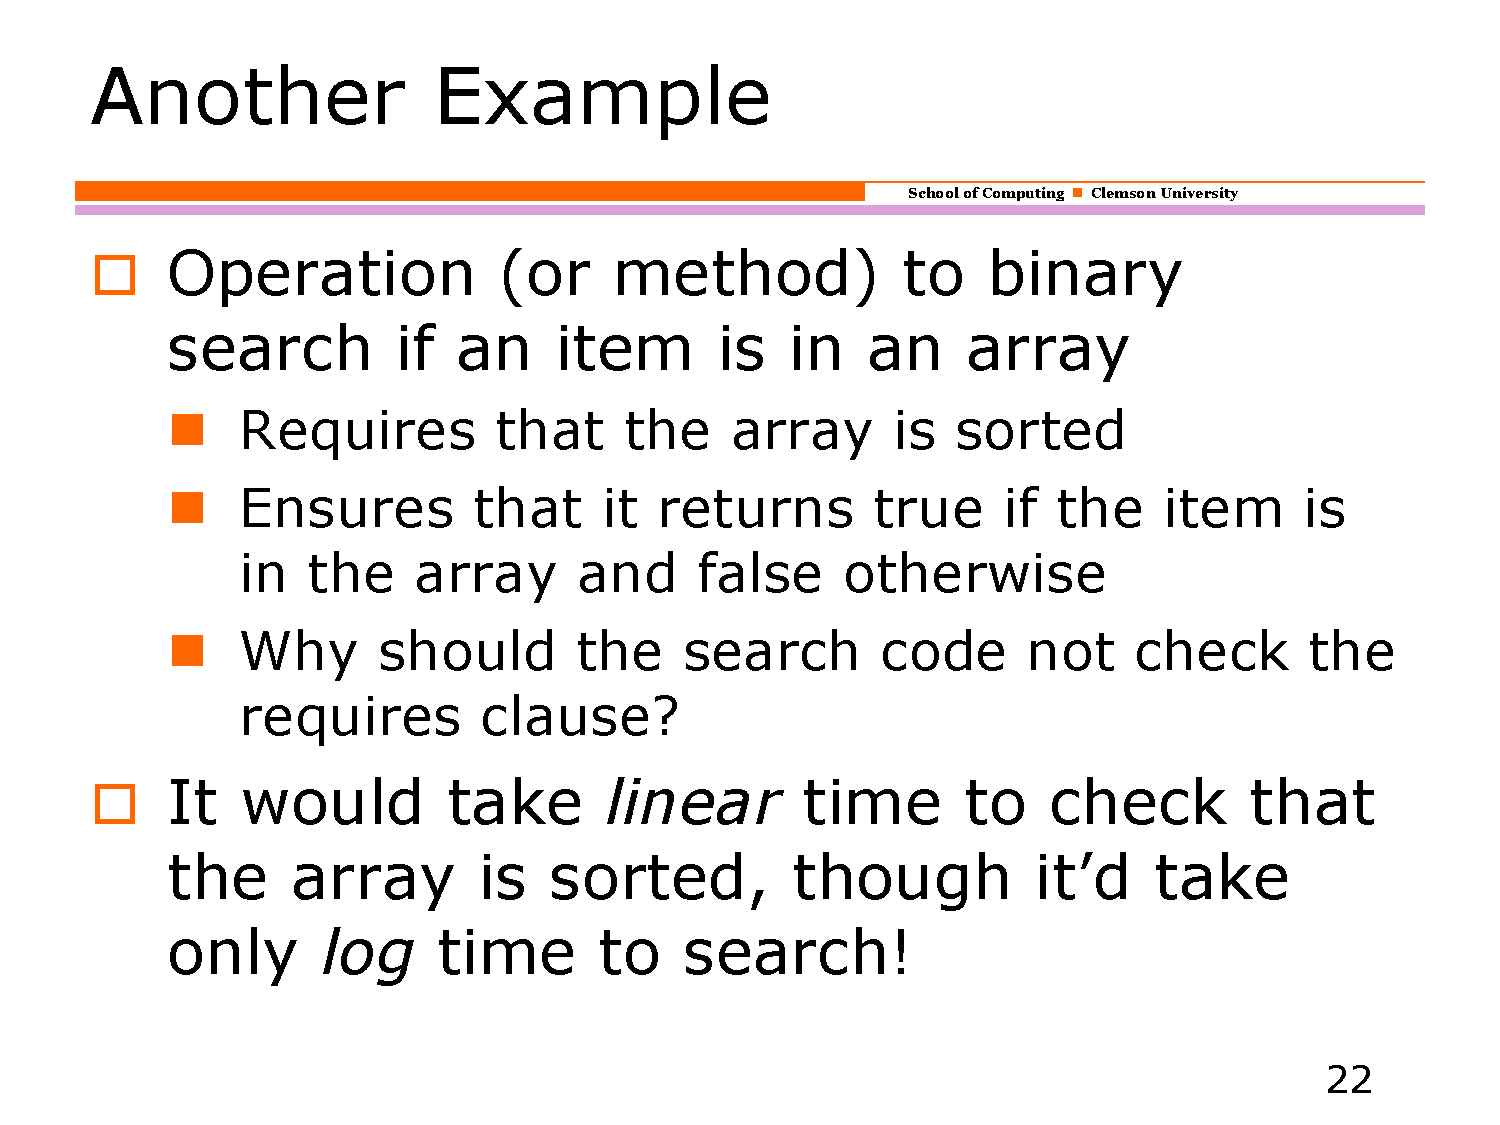 Another Example
School of Computing ■ Clemson University
□ Operation (or method) to binary
search if an item is in an array
■ Requires that the array is sorted
■ Ensures that it returns true if the item is
in the array and false otherwise
■ Why should the search code not check the
requires clause?
□ It would take linear time to check that
the array is sorted, though it’d take
only log time to search!
22